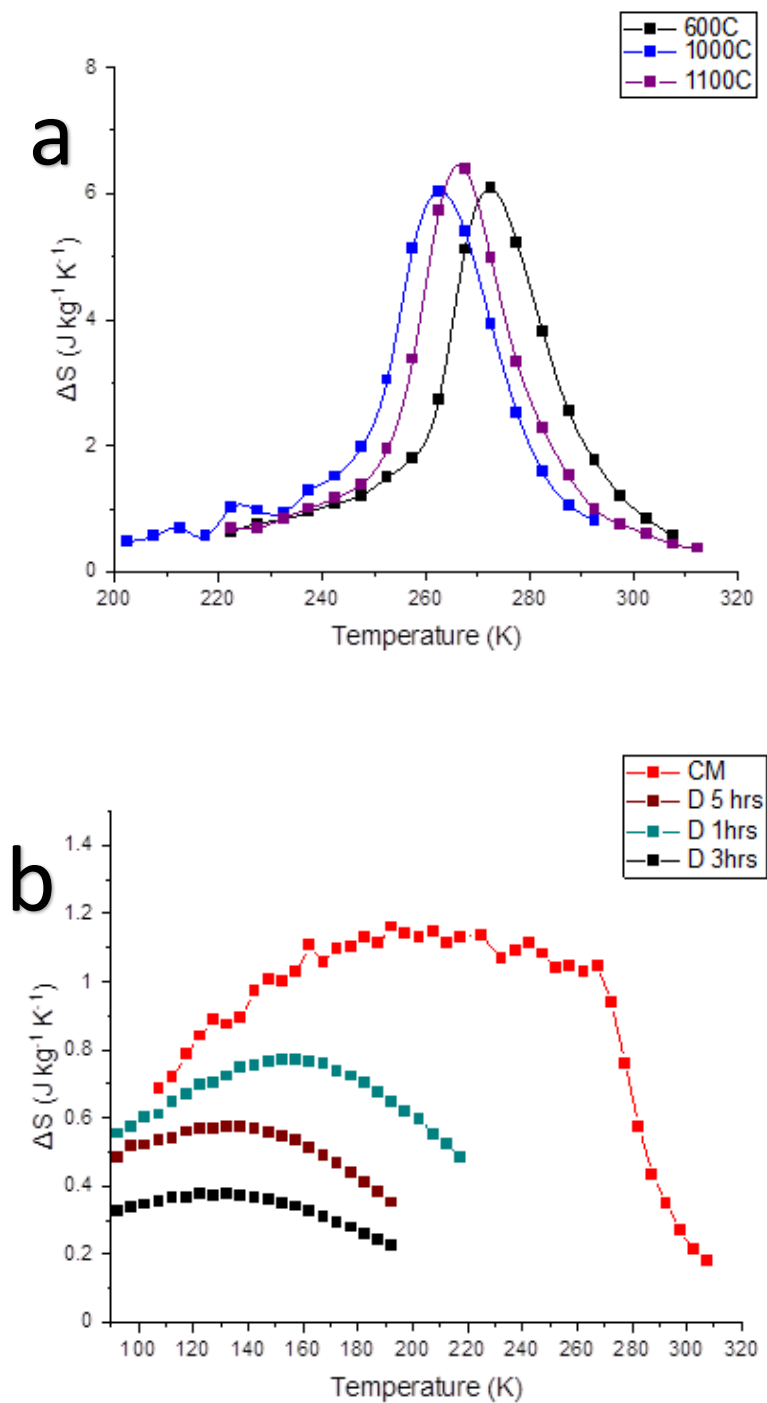 600C
1000C
1100C
a
8
6
4
2
0
ΔS (J kg⁻¹ K⁻¹)
200 220 240 260 280 300 320
Temperature (K)
CM
D 5 hrs
D 1hrs
D 3hrs
b
1.4
1.2
1
0.8
0.6
0.4
0.2
0
ΔS (J kg⁻¹ K⁻¹)
100 120 140 160 180 200 220 240 260 280 300 320
Temperature (K)